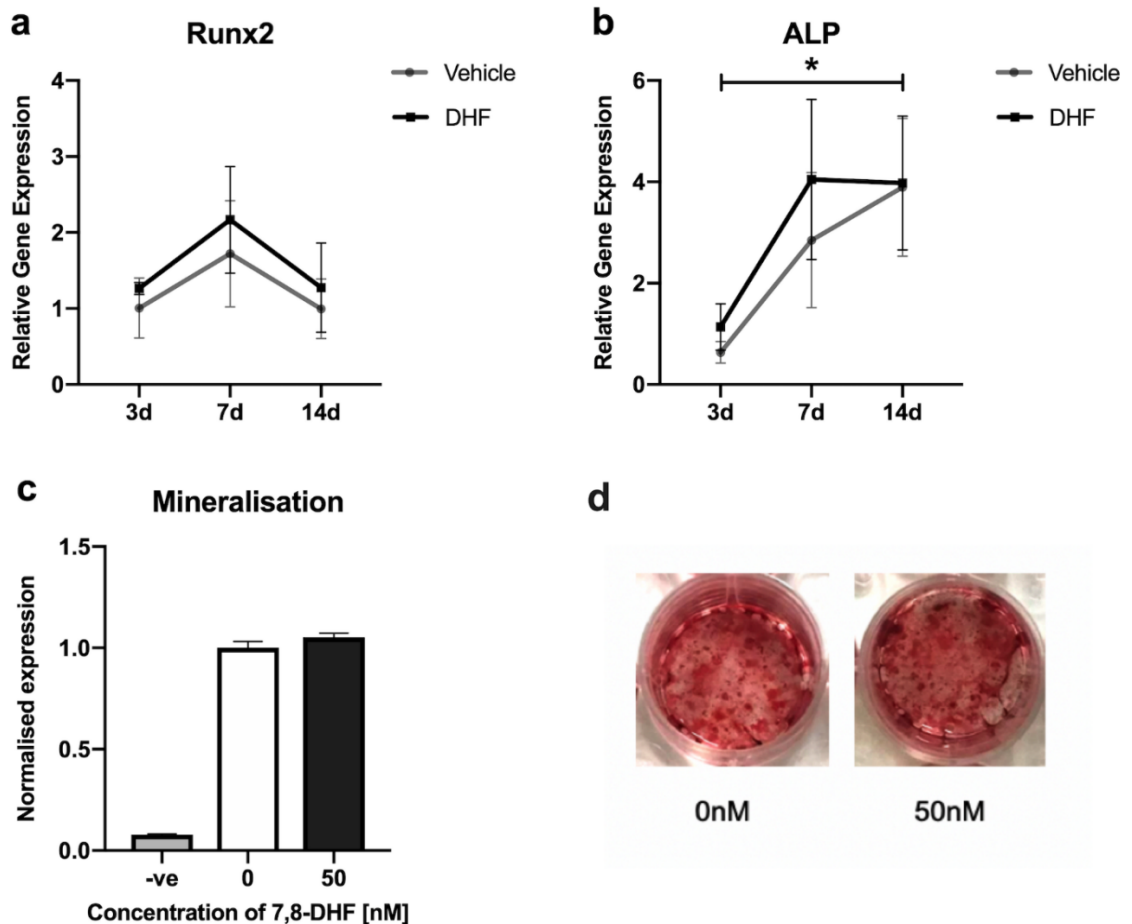 a
Runx2
Relative Gene Expression
4
3
2
1
0
3d 7d 14d
Vehicle
DHF
b
ALP
*
Relative Gene Expression
6
4
2
0
3d 7d 14d
Vehicle
DHF
c
Mineralisation
Normalised expression
1.5
1.0
0.5
0.0
-ve 0 50
Concentration of 7,8-DHF [nM]
d
0nM 50nM